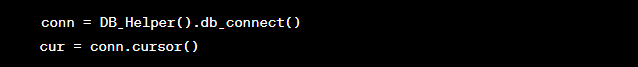 conn = DB_Helper().db_connect()
cur = conn.cursor()